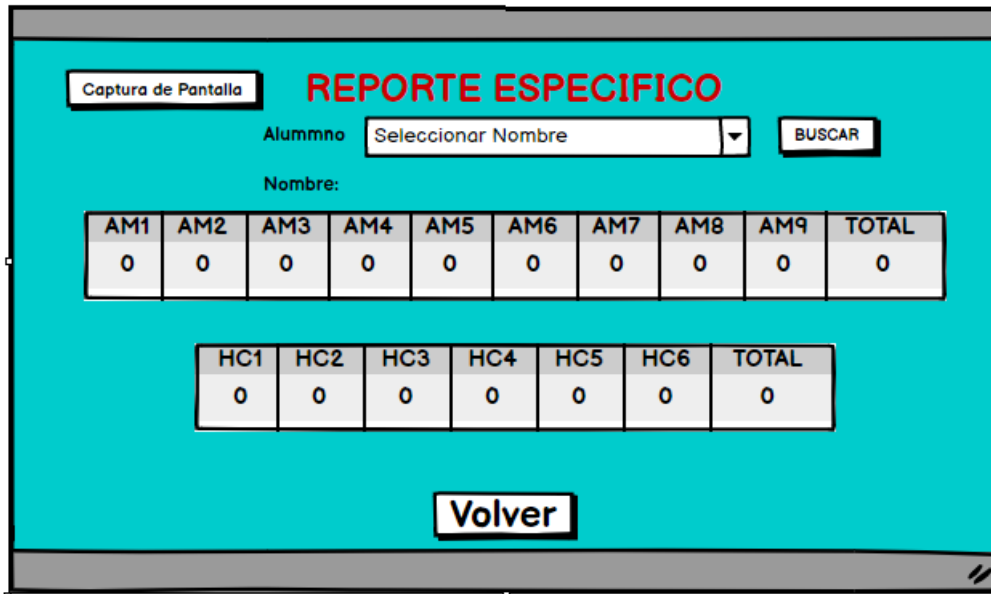 Captura de Pantalla
REPORTE ESPECIFICO
Alummno Seleccionar Nombre BUSCAR
Nombre:
AM1 AM2 AM3 AM4 AM5 AM6 AM7 AM8 AM9 TOTAL
0 0 0 0 0 0 0 0 0 0
HC1 HC2 HC3 HC4 HC5 HC6 TOTAL
0 0 0 0 0 0 0
Volver